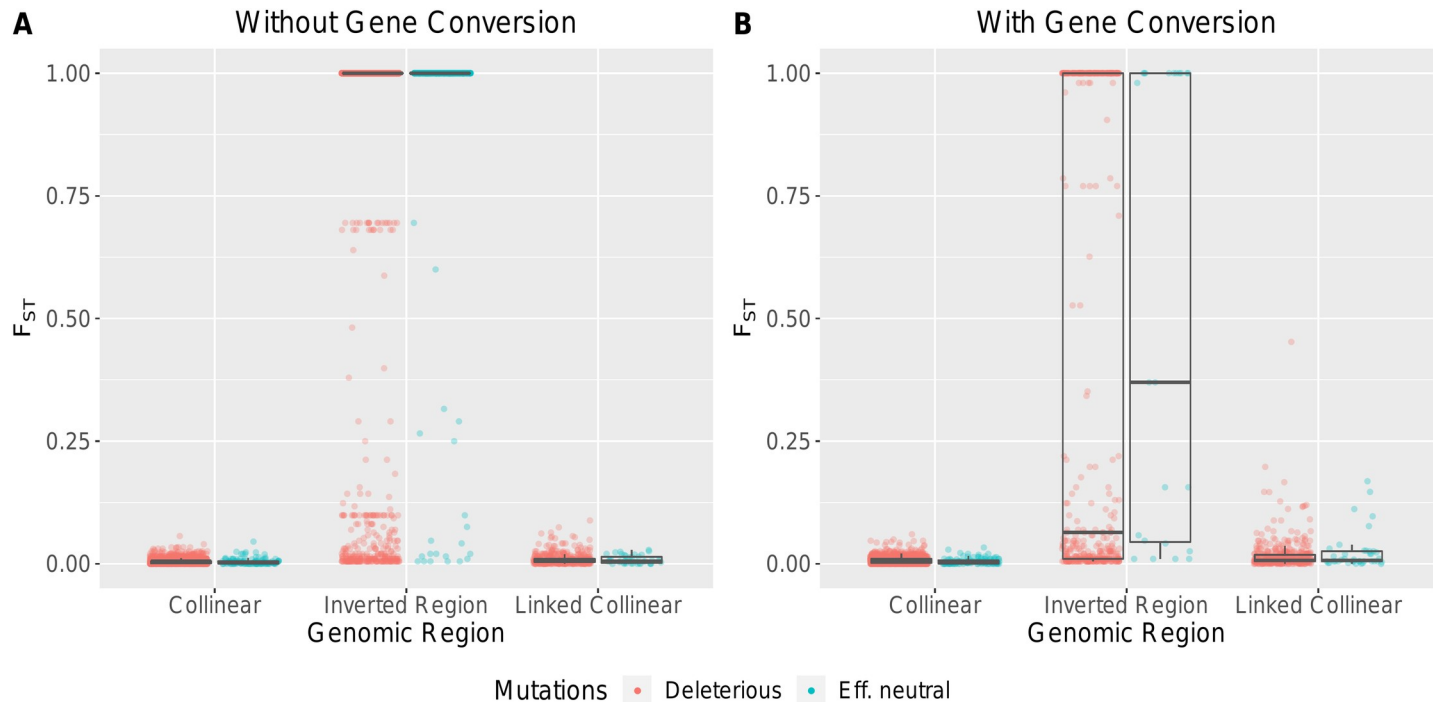 A
Without Gene Conversion
1.00
0.75
0.50
0.25
0.00
FST
Collinear
Inverted Region
Linked Collinear
Genomic Region
B
With Gene Conversion
1.00
0.75
0.50
0.25
0.00
FST
Collinear
Inverted Region
Linked Collinear
Genomic Region
Mutations
Deleterious
Eff. neutral